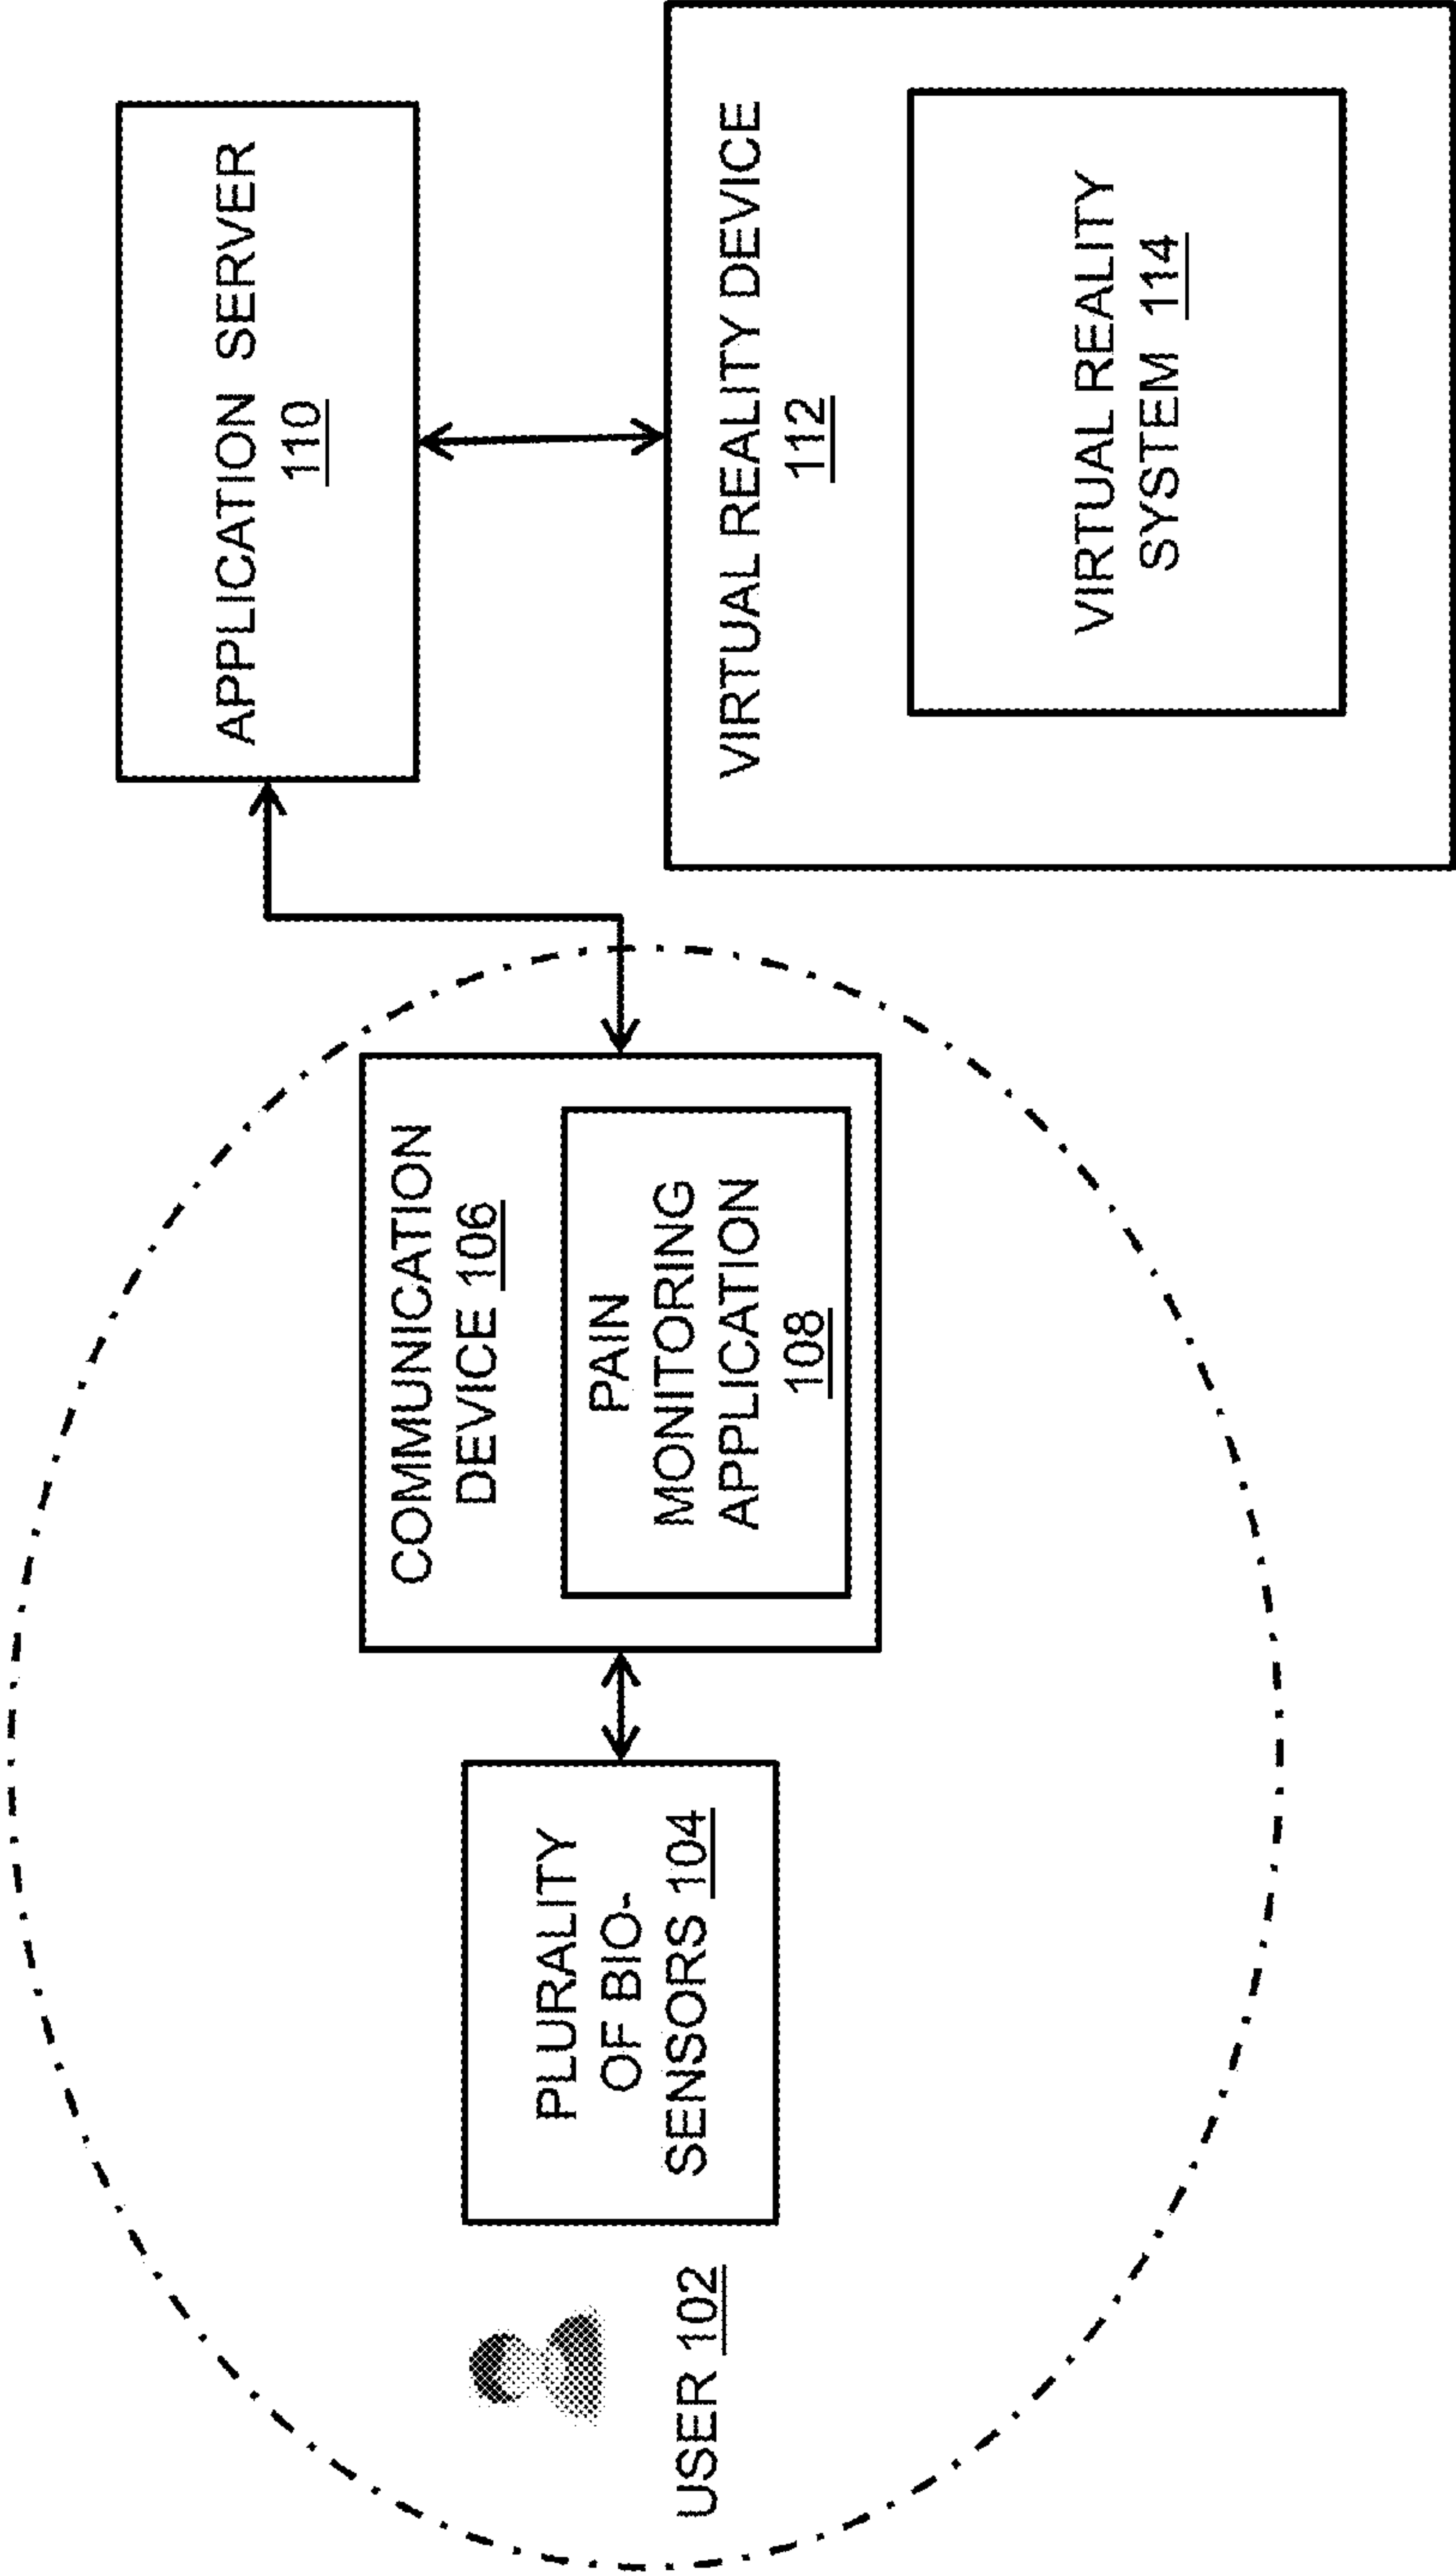 USER 102
PLURALITY
OF BIO-
SENSORS 104
COMMUNICATION
DEVICE 106
PAIN
MONITORING
APPLICATION
108
APPLICATION SERVER
110
VIRTUAL REALITY DEVICE
112
VIRTUAL REALITY
SYSTEM 114